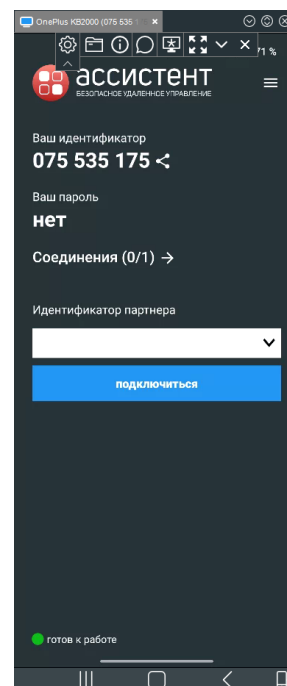 OnePlus KB2000 (075 535 1
71 %
ассистент
БЕЗОПАСНОЕ УДАЛЕННОЕ УПРАВЛЕНИЕ
Ваш идентификатор
075 535 175
Ваш пароль
нет
Соединения (0/1) →
Идентификатор партнера
подключиться
готов к работе